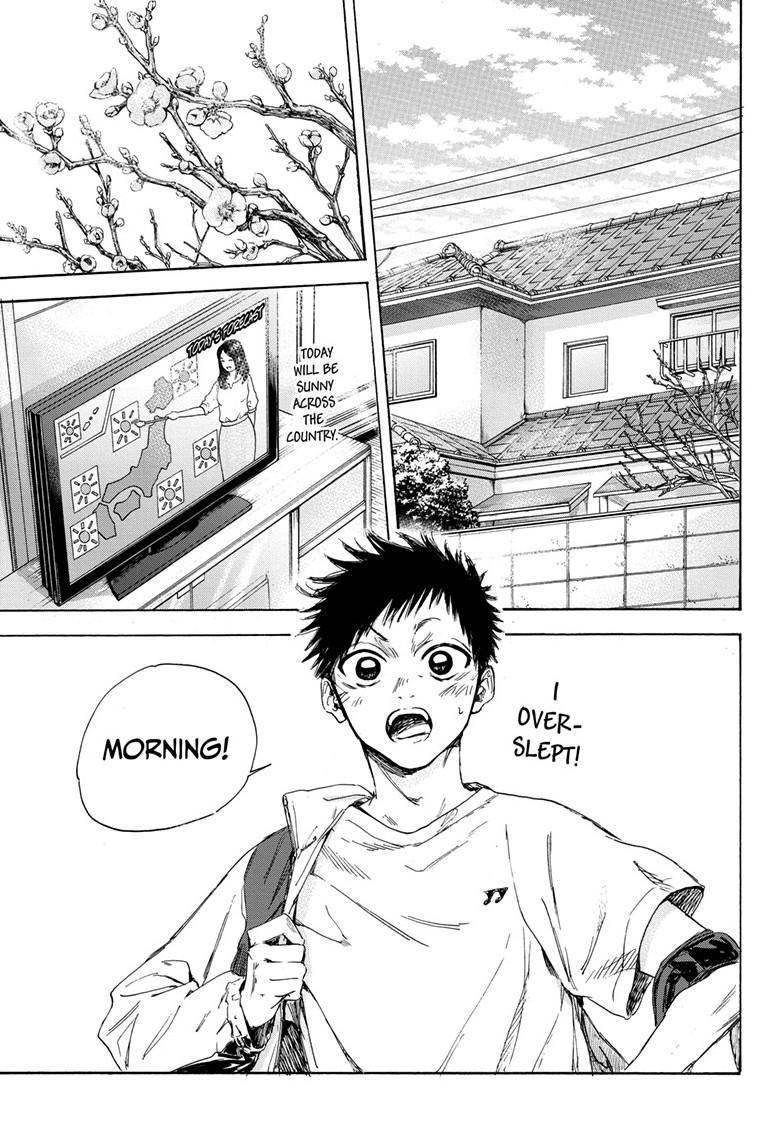 TODAY'S FORECAST
TODAY
WILL BE
SUNNY
ACROSS
THE
COUNTRY.
I
OVER-
SLEPT!
MORNING!